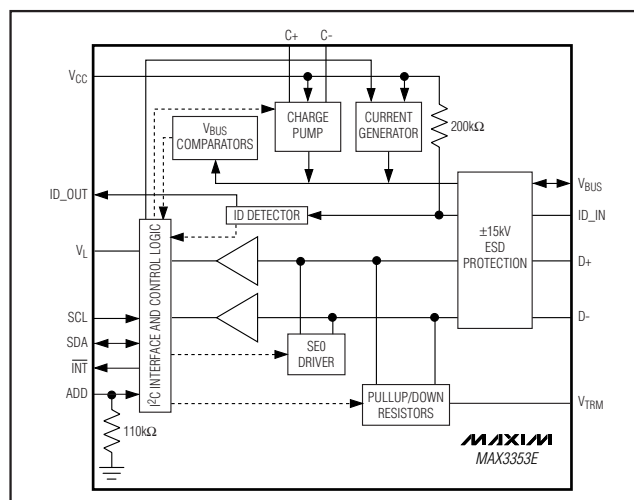 C+ C-
VCC
CHARGE
PUMP
CURRENT
GENERATOR
200kΩ
VBUS
COMPARATORS
VBUS
ID_OUT
ID DETECTOR
ID_IN
±15kV
ESD
PROTECTION
VL
I2C INTERFACE AND CONTROL LOGIC
D+
SCL
D-
SDA
SE0
DRIVER
INT
ADD
PULLUP/DOWN
RESISTORS
VTRM
110kΩ
MAXIM
MAX3353E